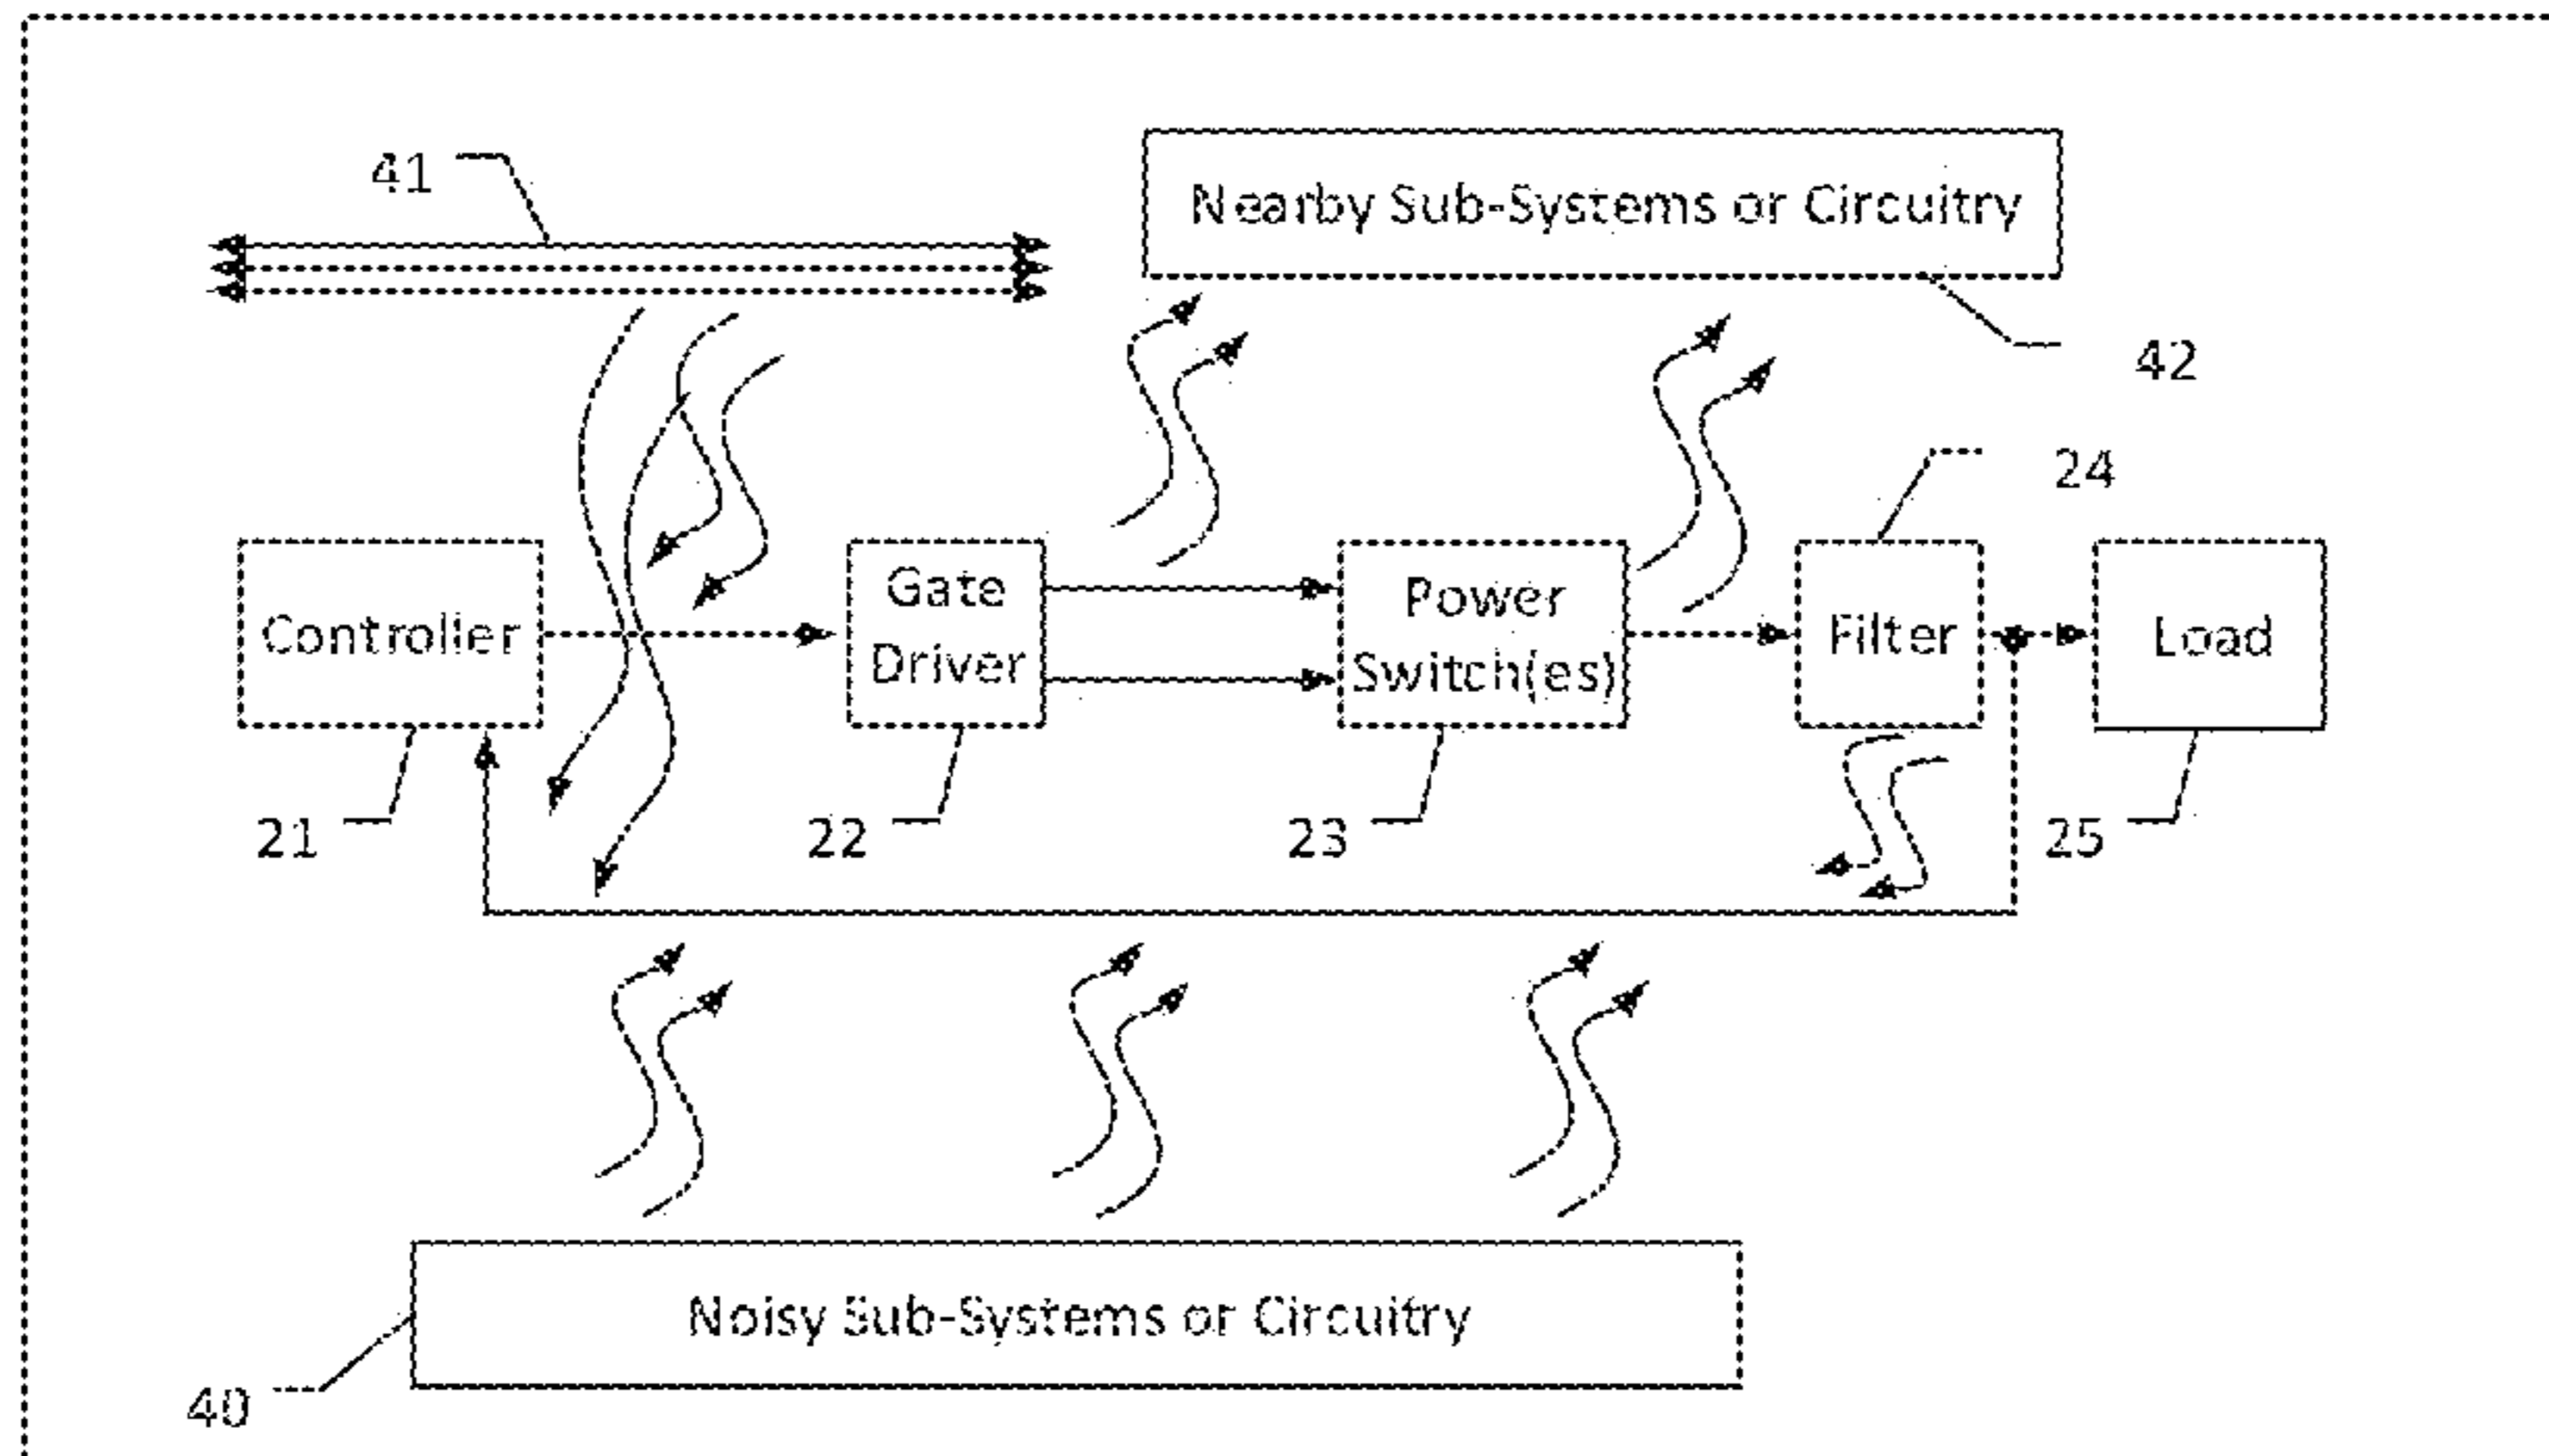 41
Nearby Sub-Systems or Circuitry
42
24
Controller
Gate
Driver
Power
Switch(es)
Filter
Load
21
22
23
25
Noisy Sub-Systems or Circuitry
40